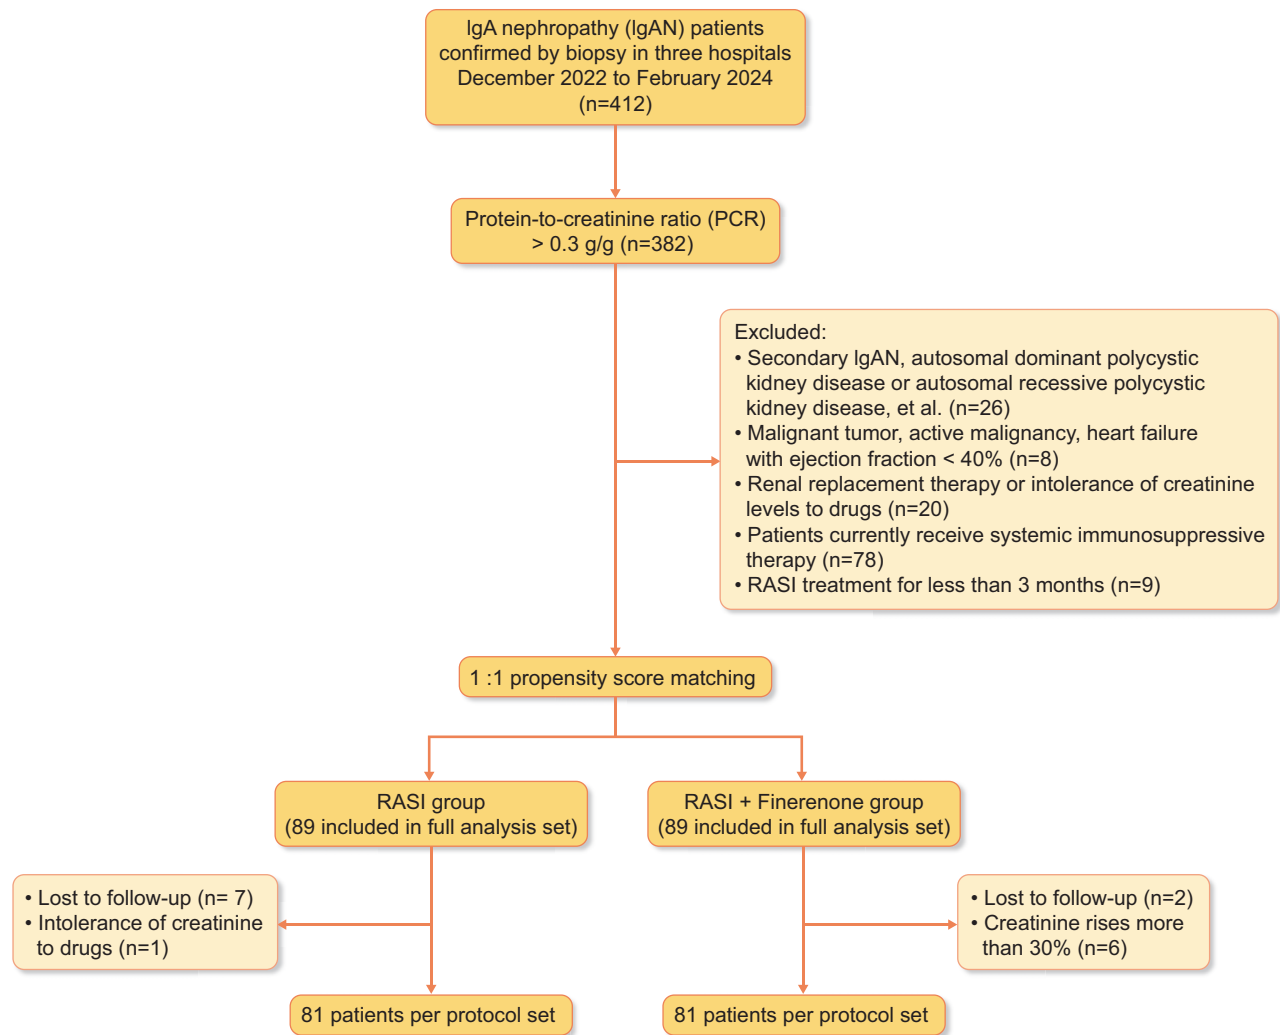 IgA nephropathy (IgAN) patients
confirmed by biopsy in three hospitals
December 2022 to February 2024
(n=412)
Protein-to-creatinine ratio (PCR)
> 0.3 g/g (n=382)
Excluded:
• Secondary IgAN, autosomal dominant polycystic
kidney disease or autosomal recessive polycystic
kidney disease, et al. (n=26)
• Malignant tumor, active malignancy, heart failure
with ejection fraction < 40% (n=8)
• Renal replacement therapy or intolerance of creatinine
levels to drugs (n=20)
• Patients currently receive systemic immunosuppressive
therapy (n=78)
• RASI treatment for less than 3 months (n=9)
1 :1 propensity score matching
RASI group
(89 included in full analysis set)
RASI + Finerenone group
(89 included in full analysis set)
• Lost to follow-up (n= 7)
• Intolerance of creatinine
to drugs (n=1)
• Lost to follow-up (n=2)
• Creatinine rises more
than 30% (n=6)
81 patients per protocol set
81 patients per protocol set